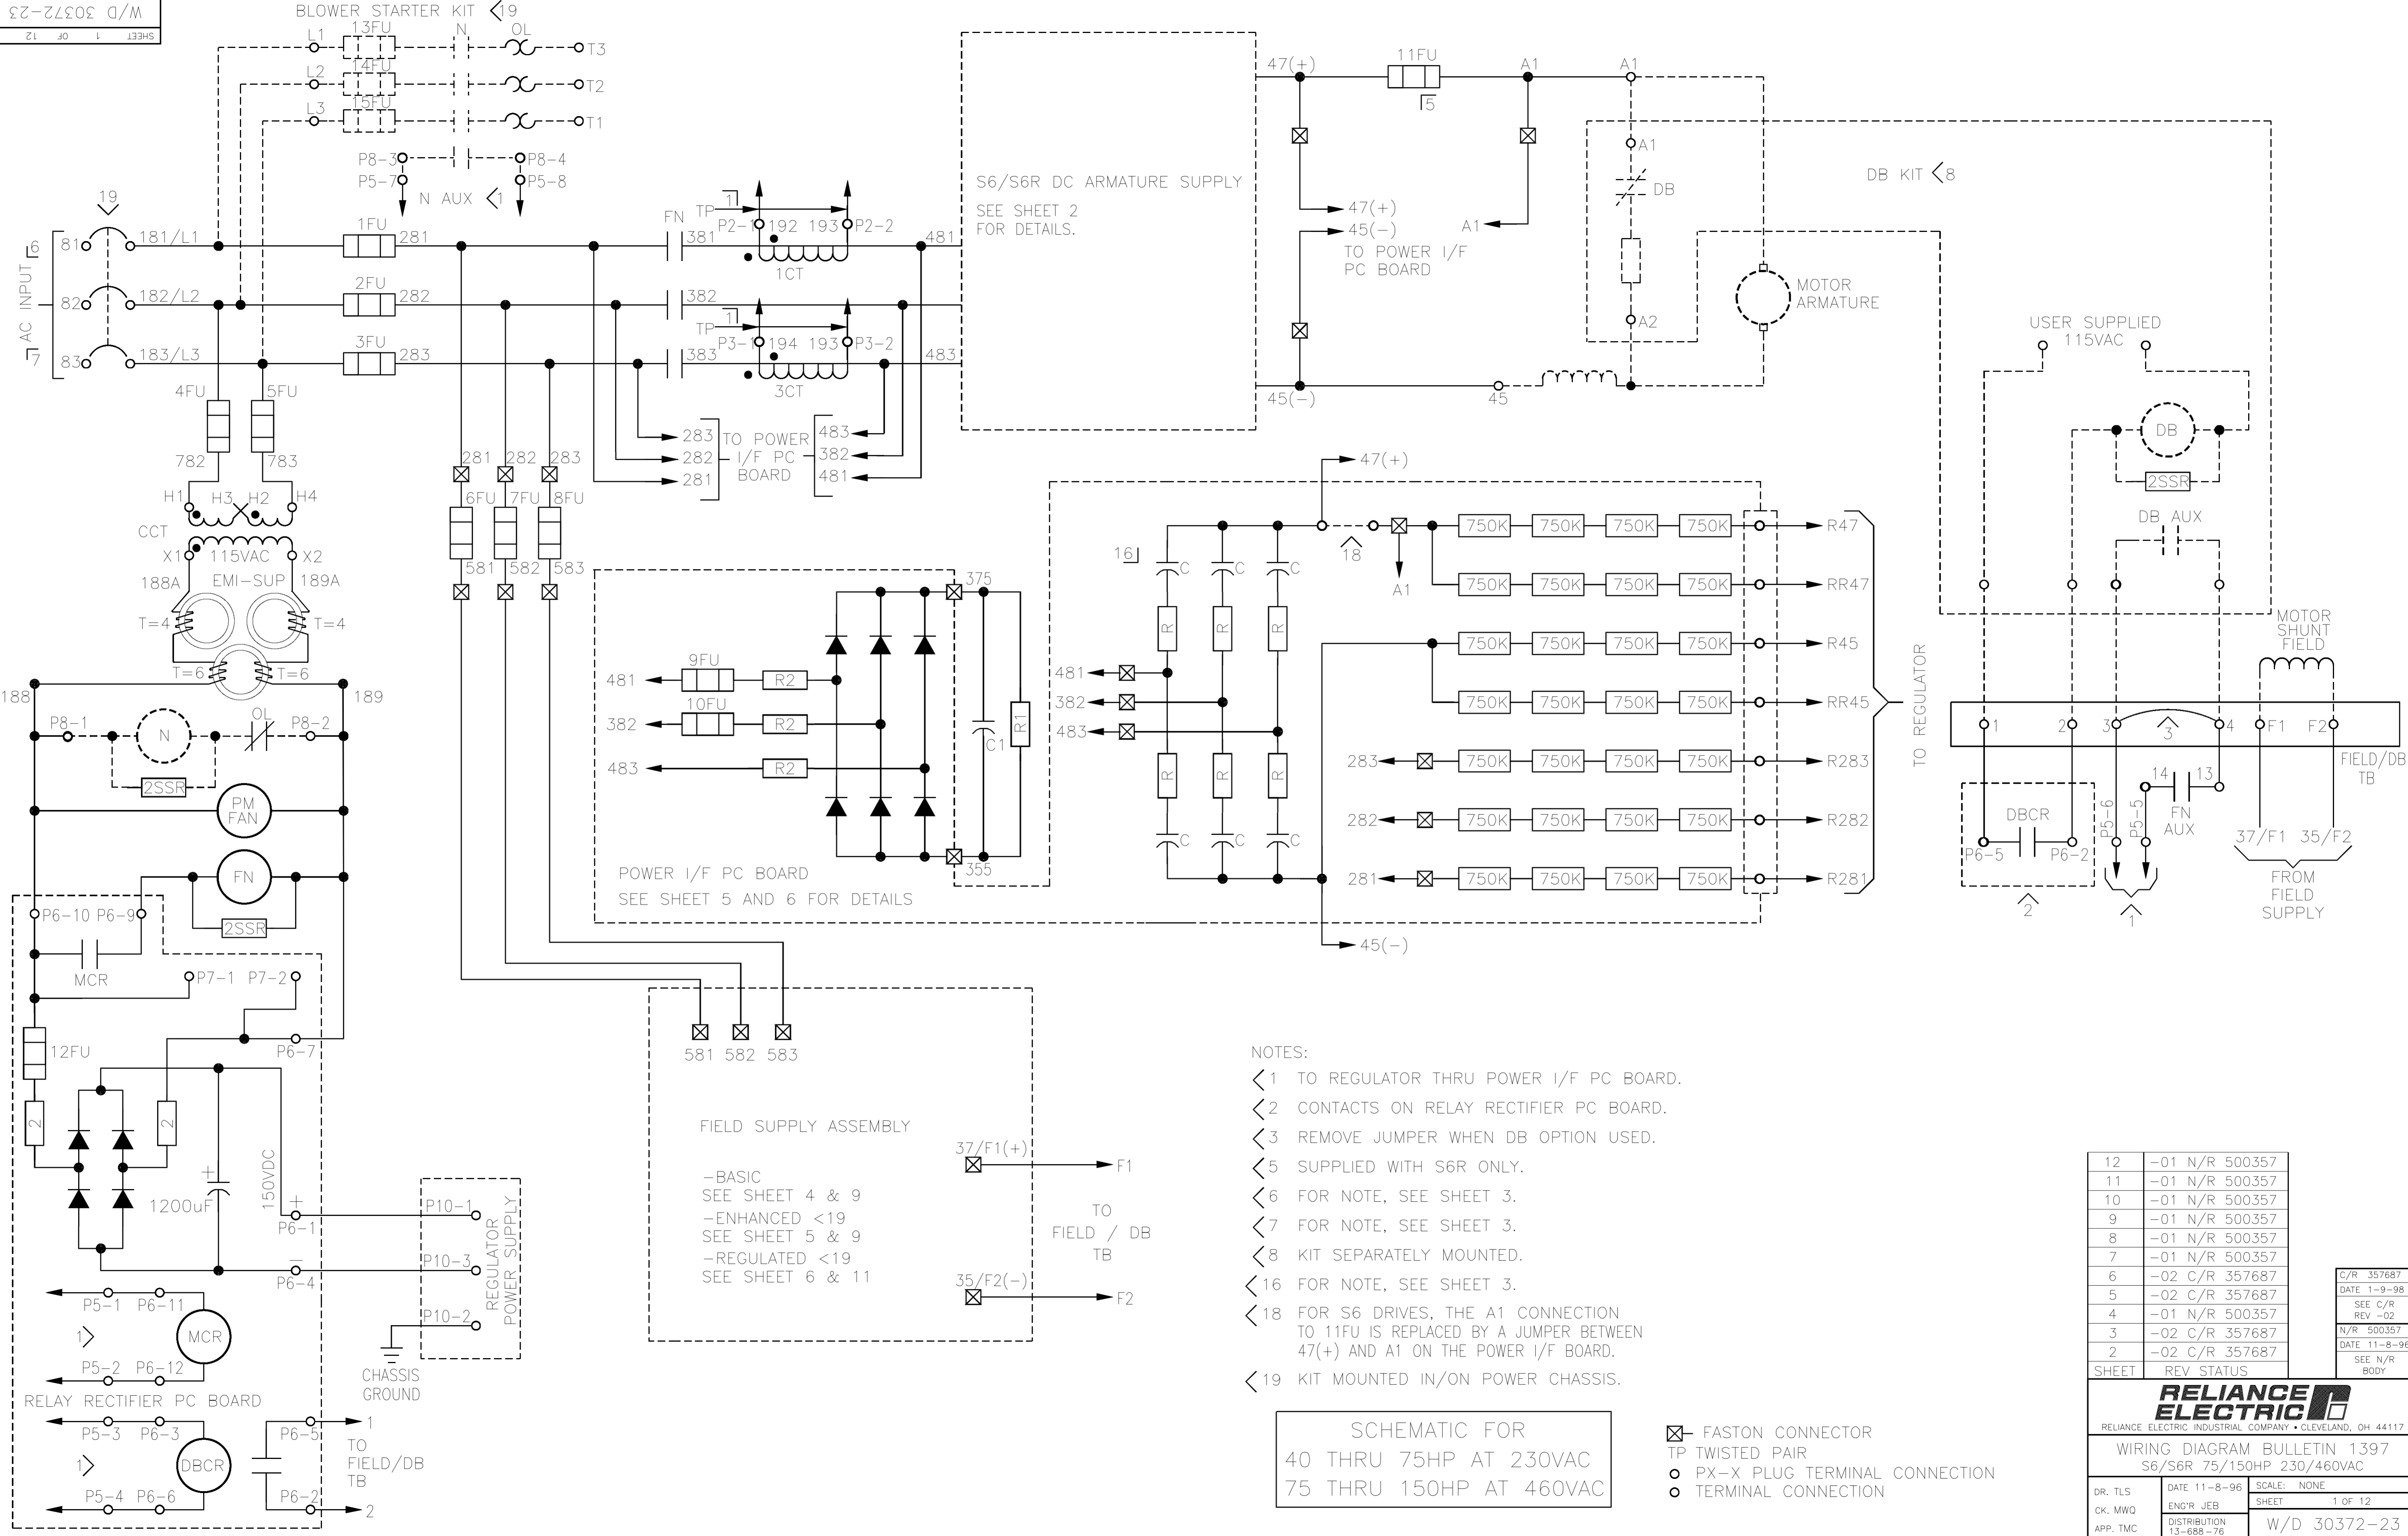 W/D 30372-23
SHEET 1 OF 12
BLOWER STARTER KIT <19
L1 13FU N OL T3
L2 14FU T2
L3 15FU T1
P8-3 P8-4
P5-7 P5-8
N AUX <1
19
AC INPUT
6
7
81 181/L1 1FU 281
82 182/L2 2FU 282
83 183/L3 3FU 283
FN 381
382
383
TP 1
P2-1 192 193 P2-2
1CT
TP 1
P3-1 194 193 P3-2
3CT
481
483
283
282
281
TO POWER
I/F PC
BOARD
483
382
481
S6/S6R DC ARMATURE SUPPLY
SEE SHEET 2
FOR DETAILS.
47(+)
11FU
5
A1
A1
47(+)
45(-)
TO POWER I/F
PC BOARD
A1
45(-)
45
A1
DB
A2
DB KIT <8
MOTOR
ARMATURE
USER SUPPLIED
115VAC
DB
2SSR
DB AUX
4FU 5FU
782 783
H1 H3 H2 H4
CCT
X1 115VAC X2
188A EMI-SUP 189A
T=4 T=4
T=6 T=6
188 189
P8-1 N OL P8-2
2SSR
PM
FAN
FN
2SSR
P6-10 P6-9
MCR
P7-1 P7-2
12FU
P6-7
2 2
1200uF
+
150VDC
+
P6-1
-
P6-4
P10-1
P10-3
P10-2
REGULATOR
POWER SUPPLY
CHASSIS
GROUND
P5-1 P6-11
1>
MCR
P5-2 P6-12
RELAY RECTIFIER PC BOARD
P5-3 P6-3
1>
DBCR
P5-4 P6-6
P6-5
P6-2
1
TO
FIELD/DB
TB
2
281 282 283
6FU 7FU 8FU
581 582 583
481 9FU R2
382 10FU R2
483 R2
375
355
C1
R1
POWER I/F PC BOARD
SEE SHEET 5 AND 6 FOR DETAILS
16
C C C
R R R
481
382
483
R R R
C C C
47(+)
18
A1
45(-)
750K 750K 750K 750K R47
750K 750K 750K 750K RR47
750K 750K 750K 750K R45
750K 750K 750K 750K RR45
283 750K 750K 750K 750K R283
282 750K 750K 750K 750K R282
281 750K 750K 750K 750K R281
TO REGULATOR
MOTOR
SHUNT
FIELD
1 2 3 3 4 F1 F2
FIELD/DB
TB
DBCR
P6-5 P6-2
2
P5-6
P5-5
14 13
FN
AUX
1
37/F1 35/F2
FROM
FIELD
SUPPLY
581 582 583
FIELD SUPPLY ASSEMBLY
-BASIC
SEE SHEET 4 & 9
-ENHANCED <19
SEE SHEET 5 & 9
-REGULATED <19
SEE SHEET 6 & 11
37/F1(+)
F1
TO
FIELD / DB
TB
35/F2(-)
F2
NOTES:
<1 TO REGULATOR THRU POWER I/F PC BOARD.
<2 CONTACTS ON RELAY RECTIFIER PC BOARD.
<3 REMOVE JUMPER WHEN DB OPTION USED.
<5 SUPPLIED WITH S6R ONLY.
<6 FOR NOTE, SEE SHEET 3.
<7 FOR NOTE, SEE SHEET 3.
<8 KIT SEPARATELY MOUNTED.
<16 FOR NOTE, SEE SHEET 3.
<18 FOR S6 DRIVES, THE A1 CONNECTION
TO 11FU IS REPLACED BY A JUMPER BETWEEN
47(+) AND A1 ON THE POWER I/F BOARD.
<19 KIT MOUNTED IN/ON POWER CHASSIS.
SCHEMATIC FOR
40 THRU 75HP AT 230VAC
75 THRU 150HP AT 460VAC
FASTON CONNECTOR
TP TWISTED PAIR
PX-X PLUG TERMINAL CONNECTION
TERMINAL CONNECTION
12 -01 N/R 500357
11 -01 N/R 500357
10 -01 N/R 500357
9 -01 N/R 500357
8 -01 N/R 500357
7 -01 N/R 500357
6 -02 C/R 357687
5 -02 C/R 357687
4 -01 N/R 500357
3 -02 C/R 357687
2 -02 C/R 357687
SHEET REV STATUS
C/R 357687
DATE 1-9-98
SEE C/R
REV -02
N/R 500357
DATE 11-8-96
SEE N/R
BODY
RELIANCE
ELECTRIC
RELIANCE ELECTRIC INDUSTRIAL COMPANY • CLEVELAND, OH 44117
WIRING DIAGRAM BULLETIN 1397
S6/S6R 75/150HP 230/460VAC
DR. TLS
CK. MWQ
APP. TMC
DATE 11-8-96
ENG'R JEB
DISTRIBUTION
13-688-76
SCALE: NONE
SHEET 1 OF 12
W/D 30372-23